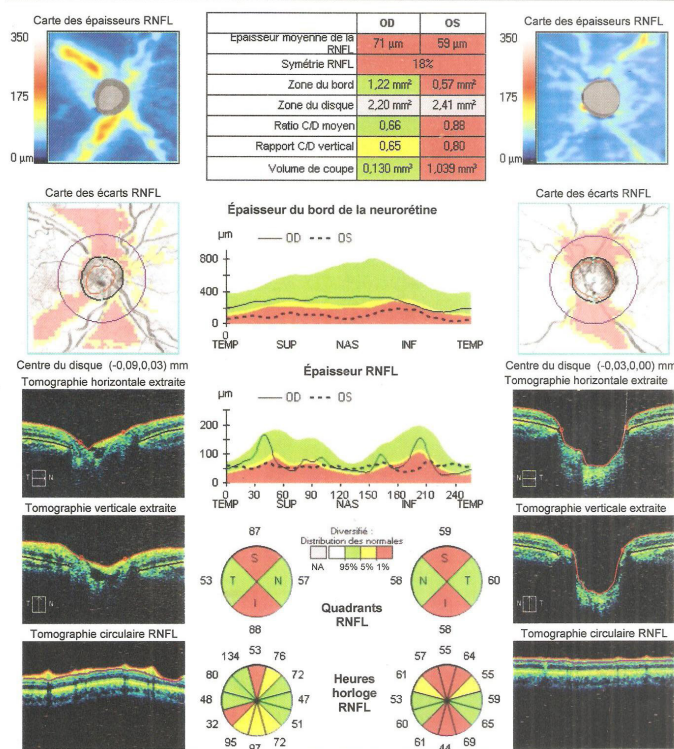 Carte des épaisseurs RNFL
350
175
0 µm
OD OS
Epaisseur moyenne de la RNFL 71 µm 59 µm
Symétrie RNFL 18%
Zone du bord 1,22 mm² 0,57 mm²
Zone du disque 2,20 mm² 2,41 mm²
Ratio C/D moyen 0,66 0,88
Rapport C/D vertical 0,65 0,80
Volume de coupe 0,130 mm³ 1,039 mm³
Carte des épaisseurs RNFL
350
175
0 µm
Carte des écarts RNFL
Centre du disque (-0,09,0,03) mm
Épaisseur du bord de la neurorétine
µm OD OS
800
400
0
TEMP SUP NAS INF TEMP
Carte des écarts RNFL
Centre du disque (-0,03,0,00) mm
Tomographie horizontale extraite
T N
Épaisseur RNFL
µm OD OS
200
100
0
0 30 60 90 120 150 180 210 240
TEMP SUP NAS INF TEMP
Tomographie horizontale extraite
N T
Tomographie verticale extraite
T N
Diversifié :
Distribution des normales
NA 95% 5% 1%
87
53 S T N I 57
88
Quadrants
RNFL
59
58 S N T I 60
58
Tomographie verticale extraite
N T
Tomographie circulaire RNFL
Heures
horloge
RNFL
53
134 76
80 72
48 47
32 51
95 72
97
55
57 64
61 55
53 59
60 65
61 69
44
Tomographie circulaire RNFL